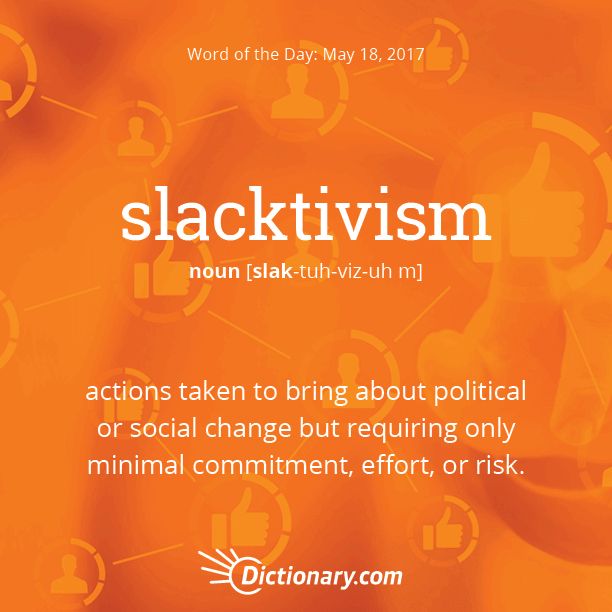 Word of the Day: May 18, 2017
slacktivism
noun [slak-tuh-viz-uh m]
actions taken to bring about political
or social change but requiring only
minimal commitment, effort, or risk.
Dictionary.com